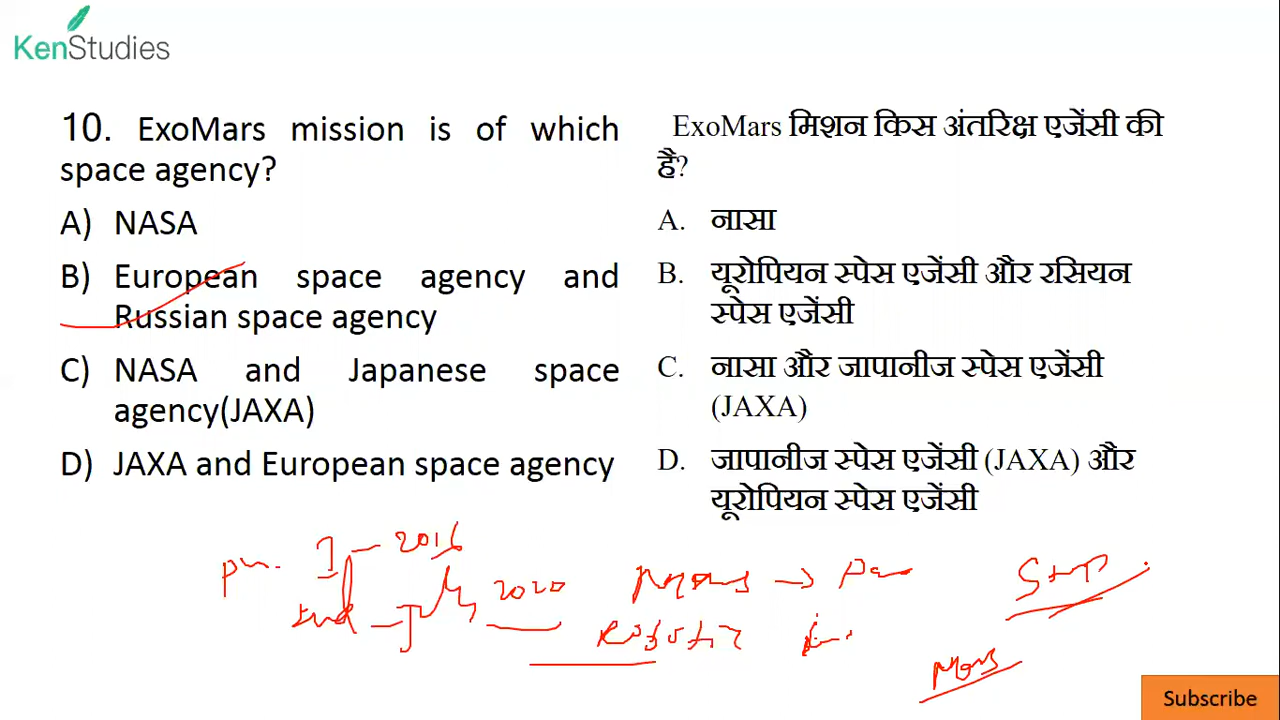 KenStudies
10. ExoMars mission is of which
space agency?
A) NASA
B) European space agency and
Russian space agency
C) NASA and Japanese space
agency(JAXA)
D) JAXA and European space agency
ExoMars मिशन किस अंतरिक्ष एजेंसी की
है?
A. नासा
B. यूरोपियन स्पेस एजेंसी और रसियन
स्पेस एजेंसी
C. नासा और जापानीज स्पेस एजेंसी
(JAXA)
D. जापानीज स्पेस एजेंसी (JAXA) और
यूरोपियन स्पेस एजेंसी
2016
July 2020
Mars
Subscribe